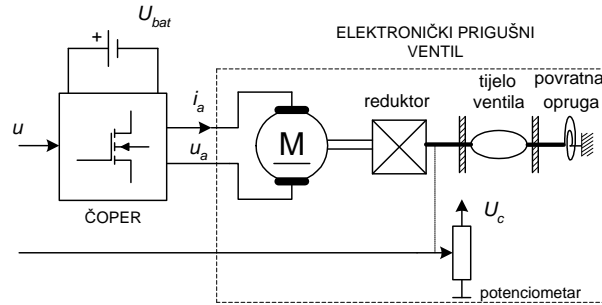 U_bat
+
ELEKTRONIČKI PRIGUŠNI
VENTIL
i_a
reduktor
tijelo
ventila
povratna
opruga
u
u_a
M
ČOPER
U_c
potenciometar